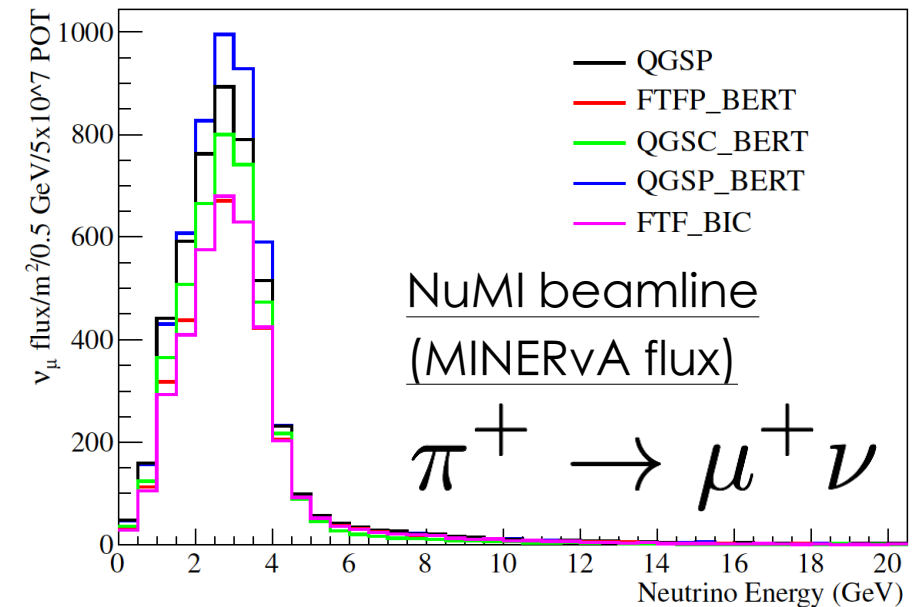 ν_μ flux/m^2/0.5 GeV/5x10^7 POT
1000
800
600
400
200
0
QGSP
FTFP_BERT
QGSC_BERT
QGSP_BERT
FTF_BIC
NuMI beamline
(MINERvA flux)
π^+ → μ^+ ν
0 2 4 6 8 10 12 14 16 18 20
Neutrino Energy (GeV)